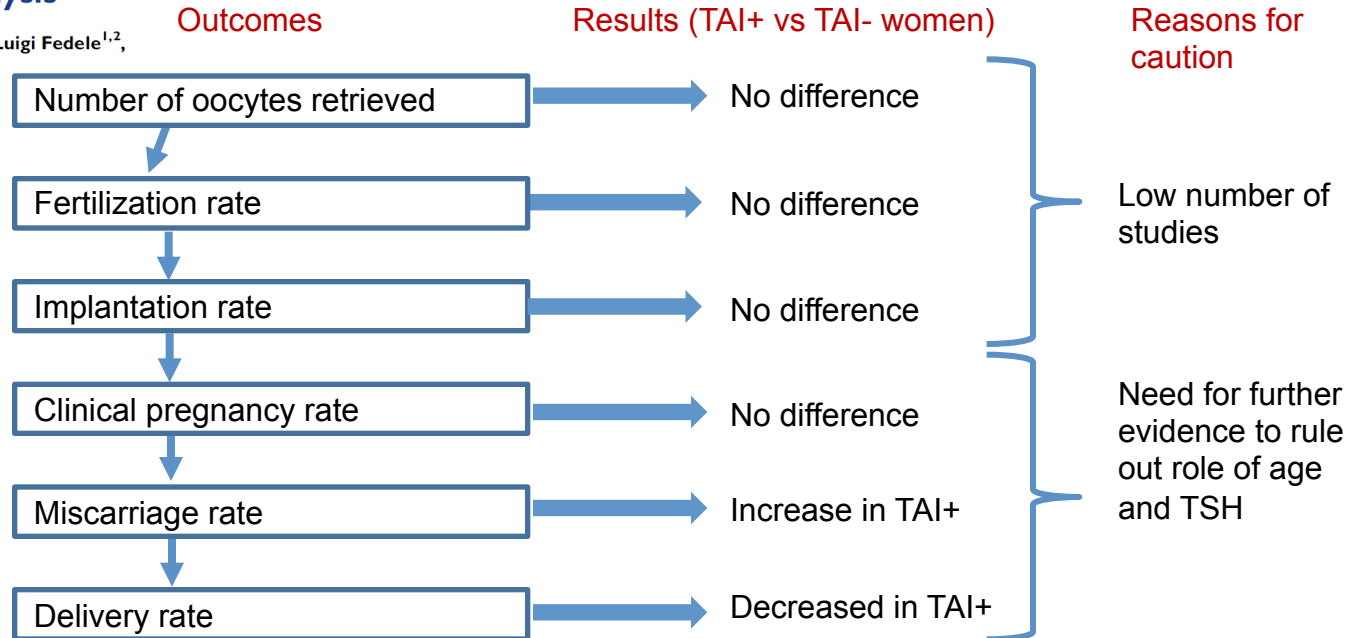 Outcomes
Results (TAI+ vs TAI- women)
Reasons for
caution
Luigi Fedele1,2,
Number of oocytes retrieved
No difference
Fertilization rate
No difference
Low number of
studies
Implantation rate
No difference
Clinical pregnancy rate
No difference
Need for further
evidence to rule
out role of age
and TSH
Miscarriage rate
Increase in TAI+
Delivery rate
Decreased in TAI+